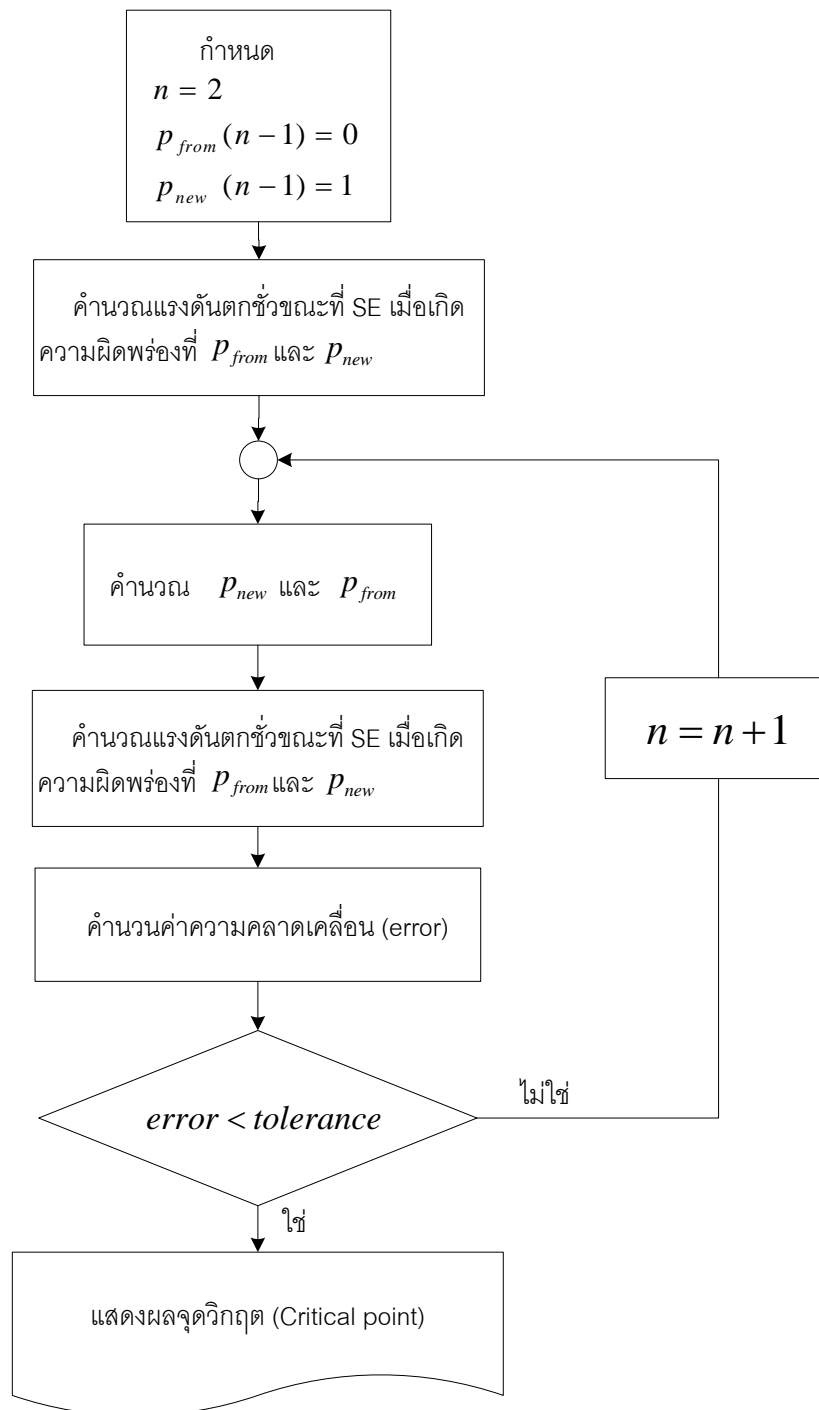 กำหนด
n = 2
p_from (n − 1) = 0
p_new (n − 1) = 1
คำนวณแรงดันตกชั่วขณะที่ SE เมื่อเกิด
ความผิดพร่องที่ p_from และ p_new
คำนวณ p_new และ p_from
คำนวณแรงดันตกชั่วขณะที่ SE เมื่อเกิด
ความผิดพร่องที่ p_from และ p_new
n = n + 1
คำนวนค่าความคลาดเคลื่อน (error)
error < tolerance
ไม่ใช่
ใช่
แสดงผลจุดวิกฤต (Critical point)